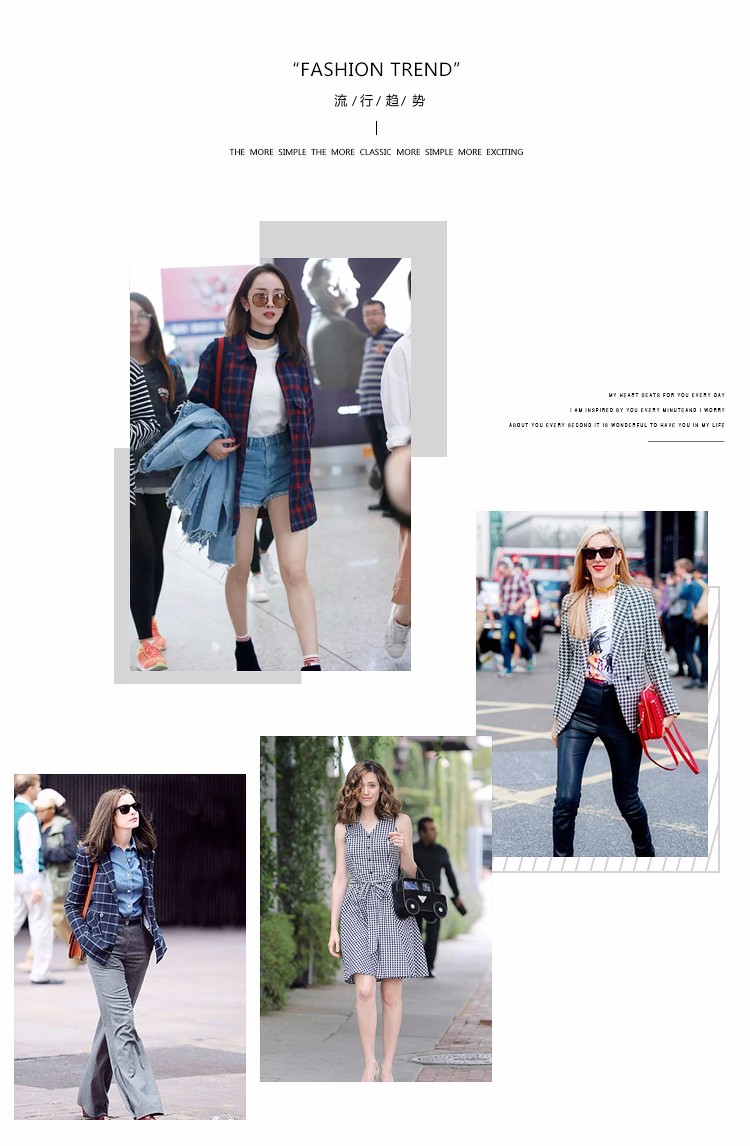 “FASHION TREND”
流 / 行 / 趋 / 势
THE MORE SIMPLE THE MORE CLASSIC MORE SIMPLE MORE EXCITING
MY HEART BEATS FOR YOU EVERY DAY
I AM INSPIRED BY YOU EVERY MINUTEAND I WORRY
ABOUT YOU EVERY SECOND IT IS WONDERFUL TO HAVE YOU IN MY LIFE